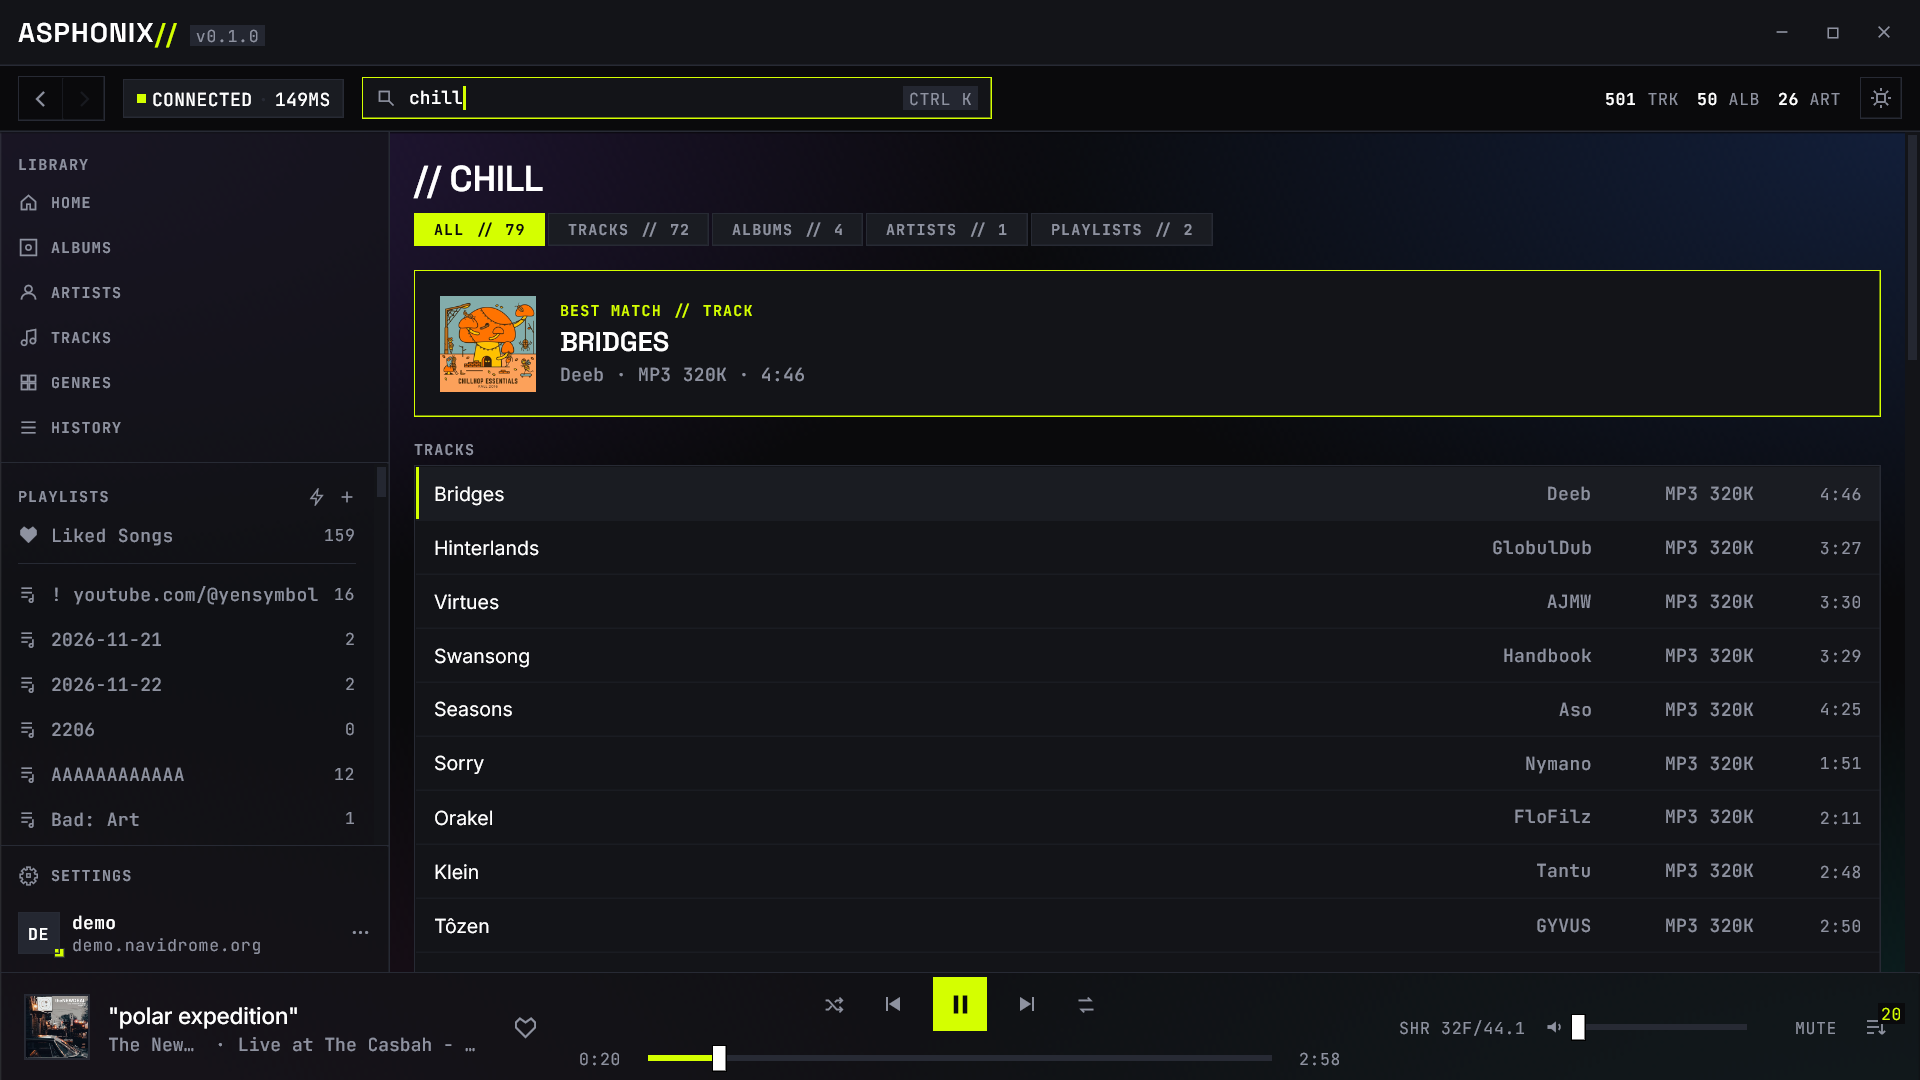 ASPHONIX// v0.1.0
CONNECTED · 149MS
chill
CTRL K
501 TRK 50 ALB 26 ART
LIBRARY
HOME
ALBUMS
ARTISTS
TRACKS
GENRES
HISTORY
PLAYLISTS
Liked Songs 159
! youtube.com/@yensymbol 16
2026-11-21 2
2026-11-22 2
2206 0
AAAAAAAAAAAA 12
Bad: Art 1
SETTINGS
DE
demo
demo.navidrome.org
// CHILL
ALL // 79
TRACKS // 72
ALBUMS // 4
ARTISTS // 1
PLAYLISTS // 2
CHILLHOP ESSENTIALS
BEST MATCH // TRACK
BRIDGES
Deeb · MP3 320K · 4:46
TRACKS
Bridges Deeb MP3 320K 4:46
Hinterlands GlobulDub MP3 320K 3:27
Virtues AJMW MP3 320K 3:30
Swansong Handbook MP3 320K 3:29
Seasons Aso MP3 320K 4:25
Sorry Nymano MP3 320K 1:51
Orakel FloFilz MP3 320K 2:11
Klein Tantu MP3 320K 2:48
Tôzen GYVUS MP3 320K 2:50
"polar expedition"
The New… · Live at The Casbah - …
0:20
2:58
SHR 32F/44.1
MUTE
20